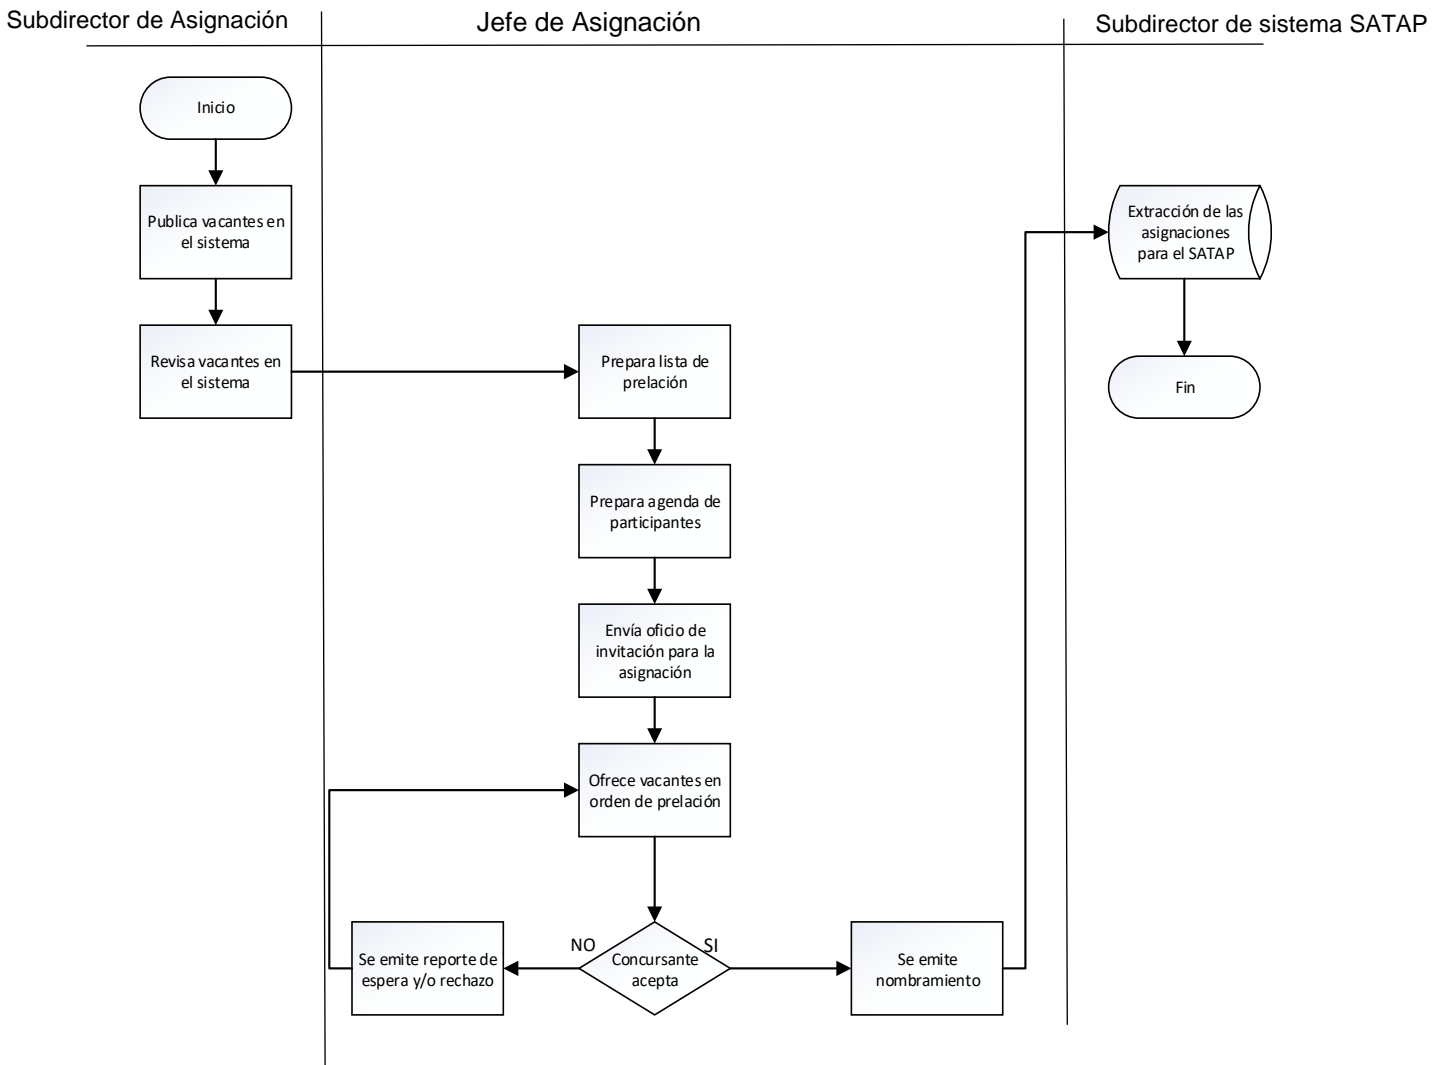 Subdirector de Asignación
Jefe de Asignación
Subdirector de sistema SATAP
Inicio
Publica vacantes en
el sistema
Revisa vacantes en
el sistema
Prepara lista de
prelación
Prepara agenda de
participantes
Envía oficio de
invitación para la
asignación
Ofrece vacantes en
orden de prelación
Concursante
acepta
NO
SI
Se emite reporte de
espera y/o rechazo
Se emite
nombramiento
Extracción de las
asignaciones
para el SATAP
Fin